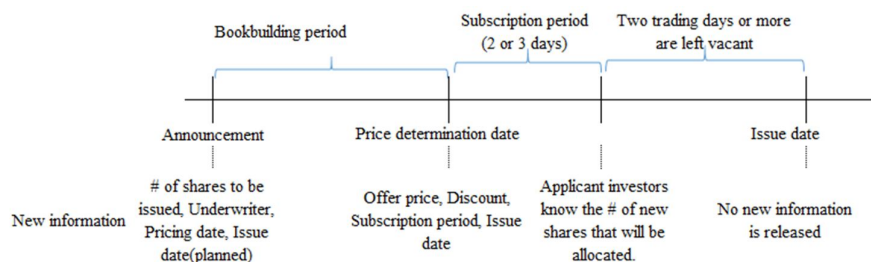 Bookbuilding period
Subscription period
(2 or 3 days)
Two trading days or more
are left vacant
Announcement
Price determination date
Issue date
New information
# of shares to be
issued, Underwriter,
Pricing date, Issue
date(planned)
Offer price, Discount,
Subscription period, Issue
date
Applicant investors
know the # of new
shares that will be
allocated.
No new information
is released